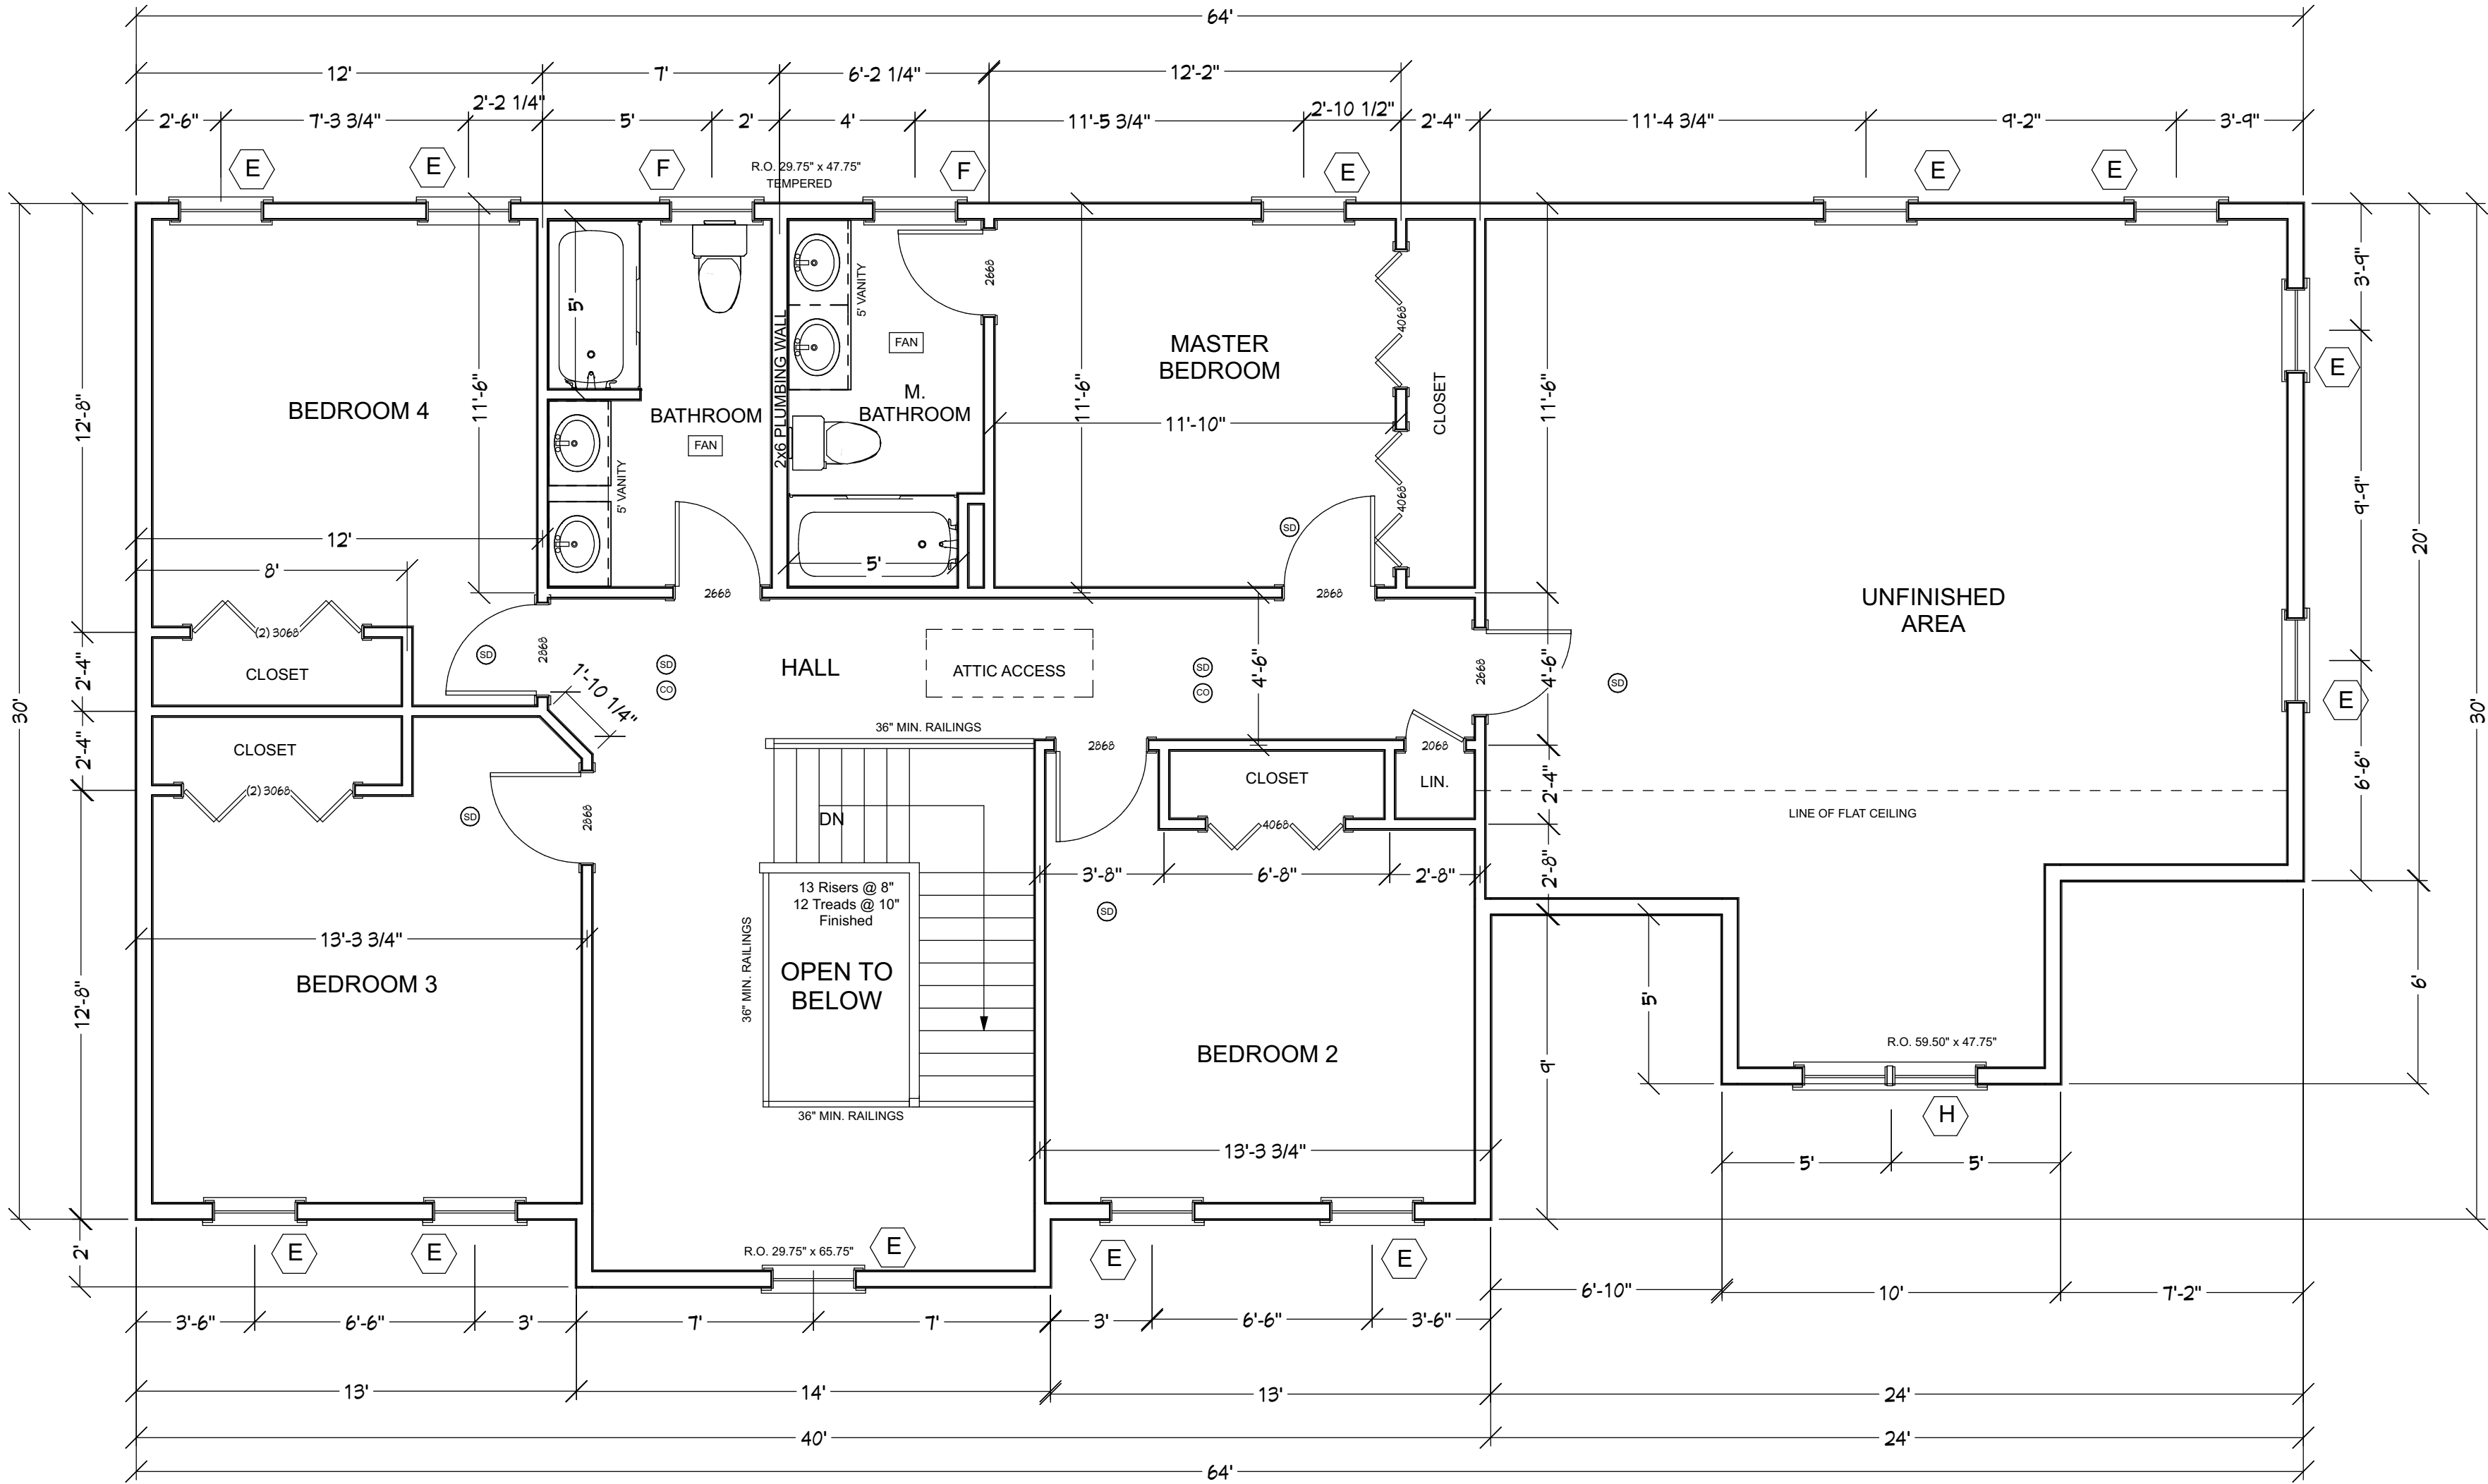 64'
12'
7'
6'-2 1/4"
12'-2"
2'-6"
7'-3 3/4"
2'-2 1/4"
5'
2'
4'
11'-5 3/4"
2'-10 1/2"
2'-4"
11'-4 3/4"
9'-2"
3'-9"
E
E
F
R.O. 29.75" x 47.75"
TEMPERED
F
E
E
E
30'
12'-8"
2'-4"
2'-4"
12'-8"
2'
BEDROOM 4
11'-6"
12'
8'
(2) 3068
CLOSET
SD
2868
5'
BATHROOM
FAN
5' VANITY
2668
2x6 PLUMBING WALL
5' VANITY
FAN
M.
BATHROOM
5'
2668
MASTER
BEDROOM
11'-6"
11'-10"
4068
4068
CLOSET
SD
2868
11'-6"
UNFINISHED
AREA
3'-9"
E
9'-9"
E
6'-6"
20'
6'
30'
CLOSET
(2) 3068
SD
2868
1'-10 1/4"
SD
CO
HALL
ATTIC ACCESS
SD
CO
4'-6"
2668
4'-6"
SD
36" MIN. RAILINGS
2868
2068
CLOSET
LIN.
4068
2'-4"
LINE OF FLAT CEILING
DN
13 Risers @ 8"
12 Treads @ 10"
Finished
36" MIN. RAILINGS
OPEN TO
BELOW
36" MIN. RAILINGS
3'-8"
6'-8"
2'-8"
2'-8"
SD
13'-3 3/4"
BEDROOM 3
BEDROOM 2
13'-3 3/4"
9'
5'
R.O. 59.50" x 47.75"
H
5'
5'
E
E
R.O. 29.75" x 65.75"
E
E
E
6'-10"
10'
7'-2"
3'-6"
6'-6"
3'
7'
7'
3'
6'-6"
3'-6"
13'
14'
13'
24'
40'
24'
64'